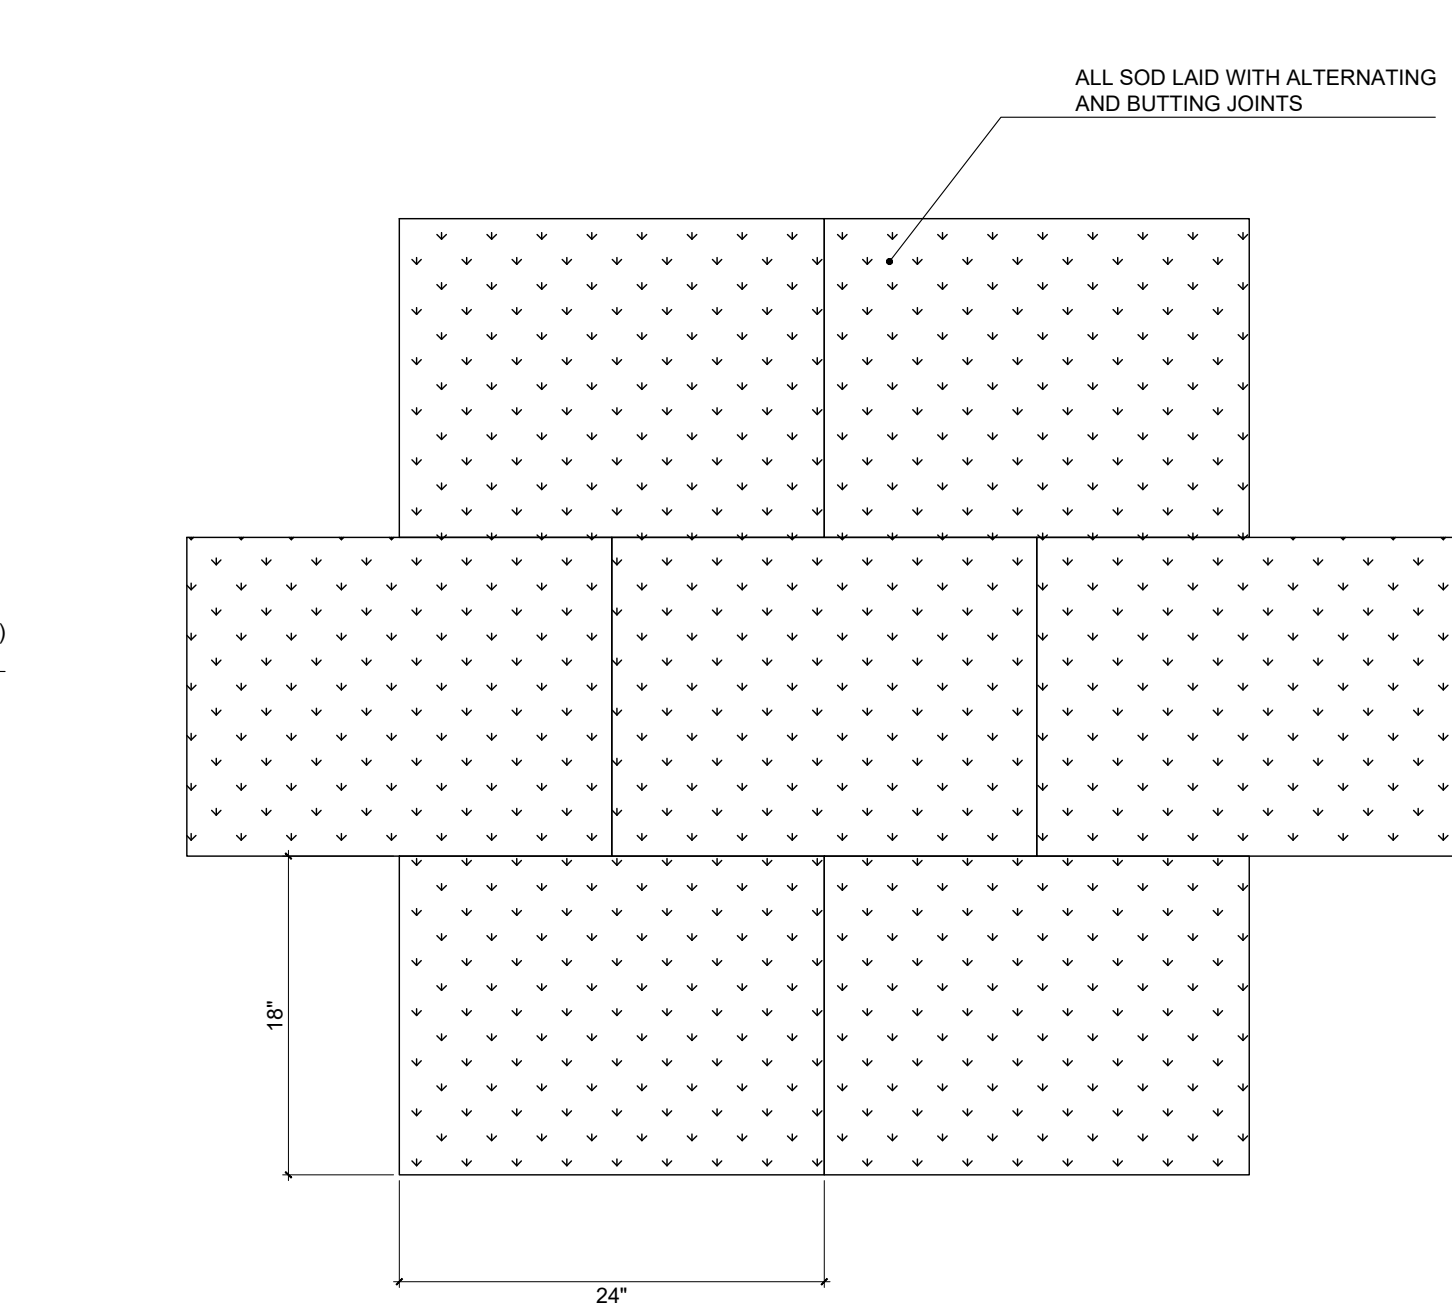 ALL SOD LAID WITH ALTERNATING
AND BUTTING JOINTS
)
18"
24"